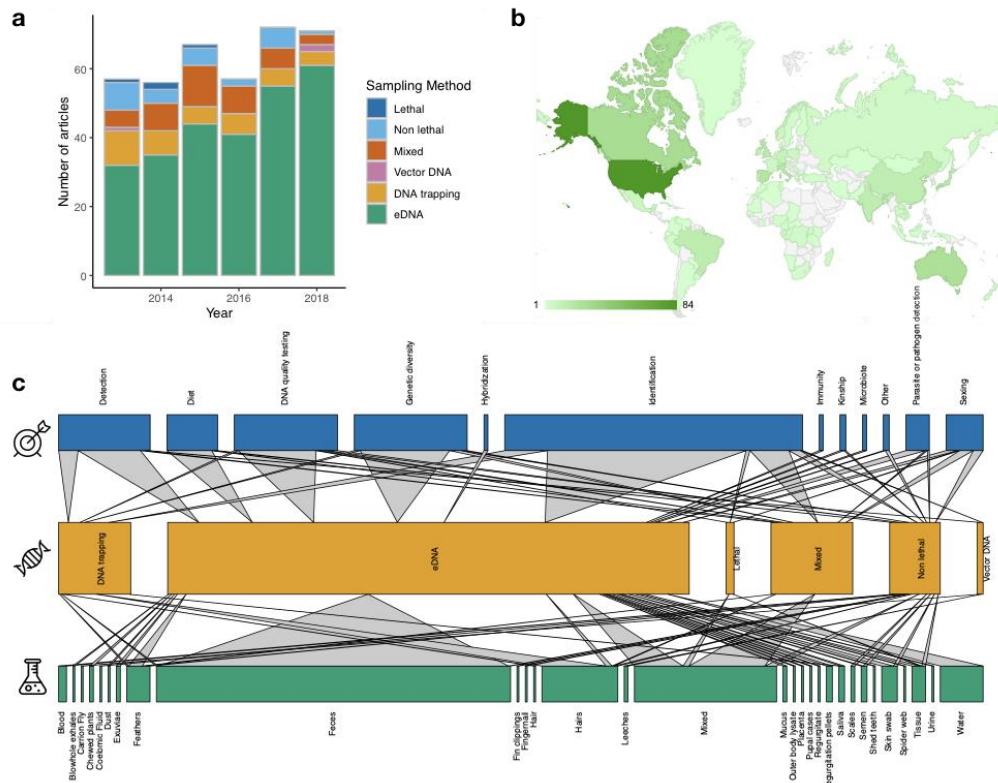 a
Number of articles
60
40
20
0
2014
2016
2018
Year
Sampling Method
Lethal
Non lethal
Mixed
Vector DNA
DNA trapping
eDNA
b
1
84
c
Detection
Diet
DNA quality testing
Genetic diversity
Hybridization
Identification
Immunity
Kinship
Microbiote
Other
Parasite or pathogen detection
Sexing
DNA trapping
eDNA
Lethal
Mixed
Non lethal
Vector DNA
Blood
Blowhole exhales
Carrion Fly
Chewed plants
Coelomic Fluid
Dust
Exuviae
Feathers
Feces
Fin clippings
Fingernail
Hair
Hairs
Leeches
Mixed
Mucus
Outer body lysate
Placenta
Pupal cases
Regurgitate
egurgitation pellets
Saliva
Scales
Semen
Shed teeth
Skin swab
Spider web
Tissue
Urine
Water